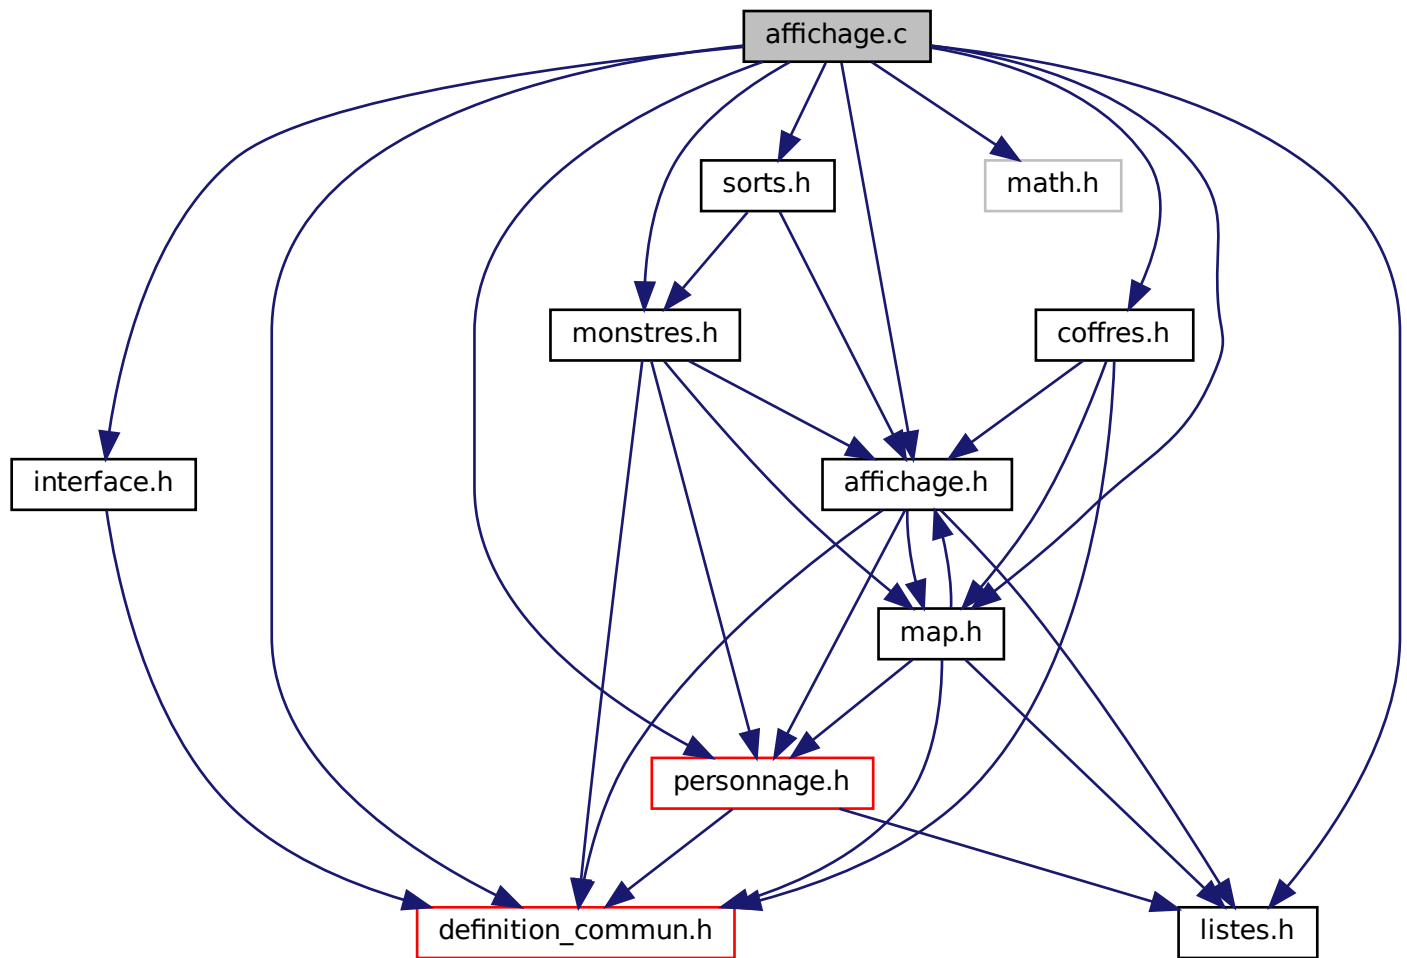 affichage.c
sorts.h
math.h
monstres.h
coffres.h
interface.h
affichage.h
map.h
personnage.h
definition_commun.h
listes.h